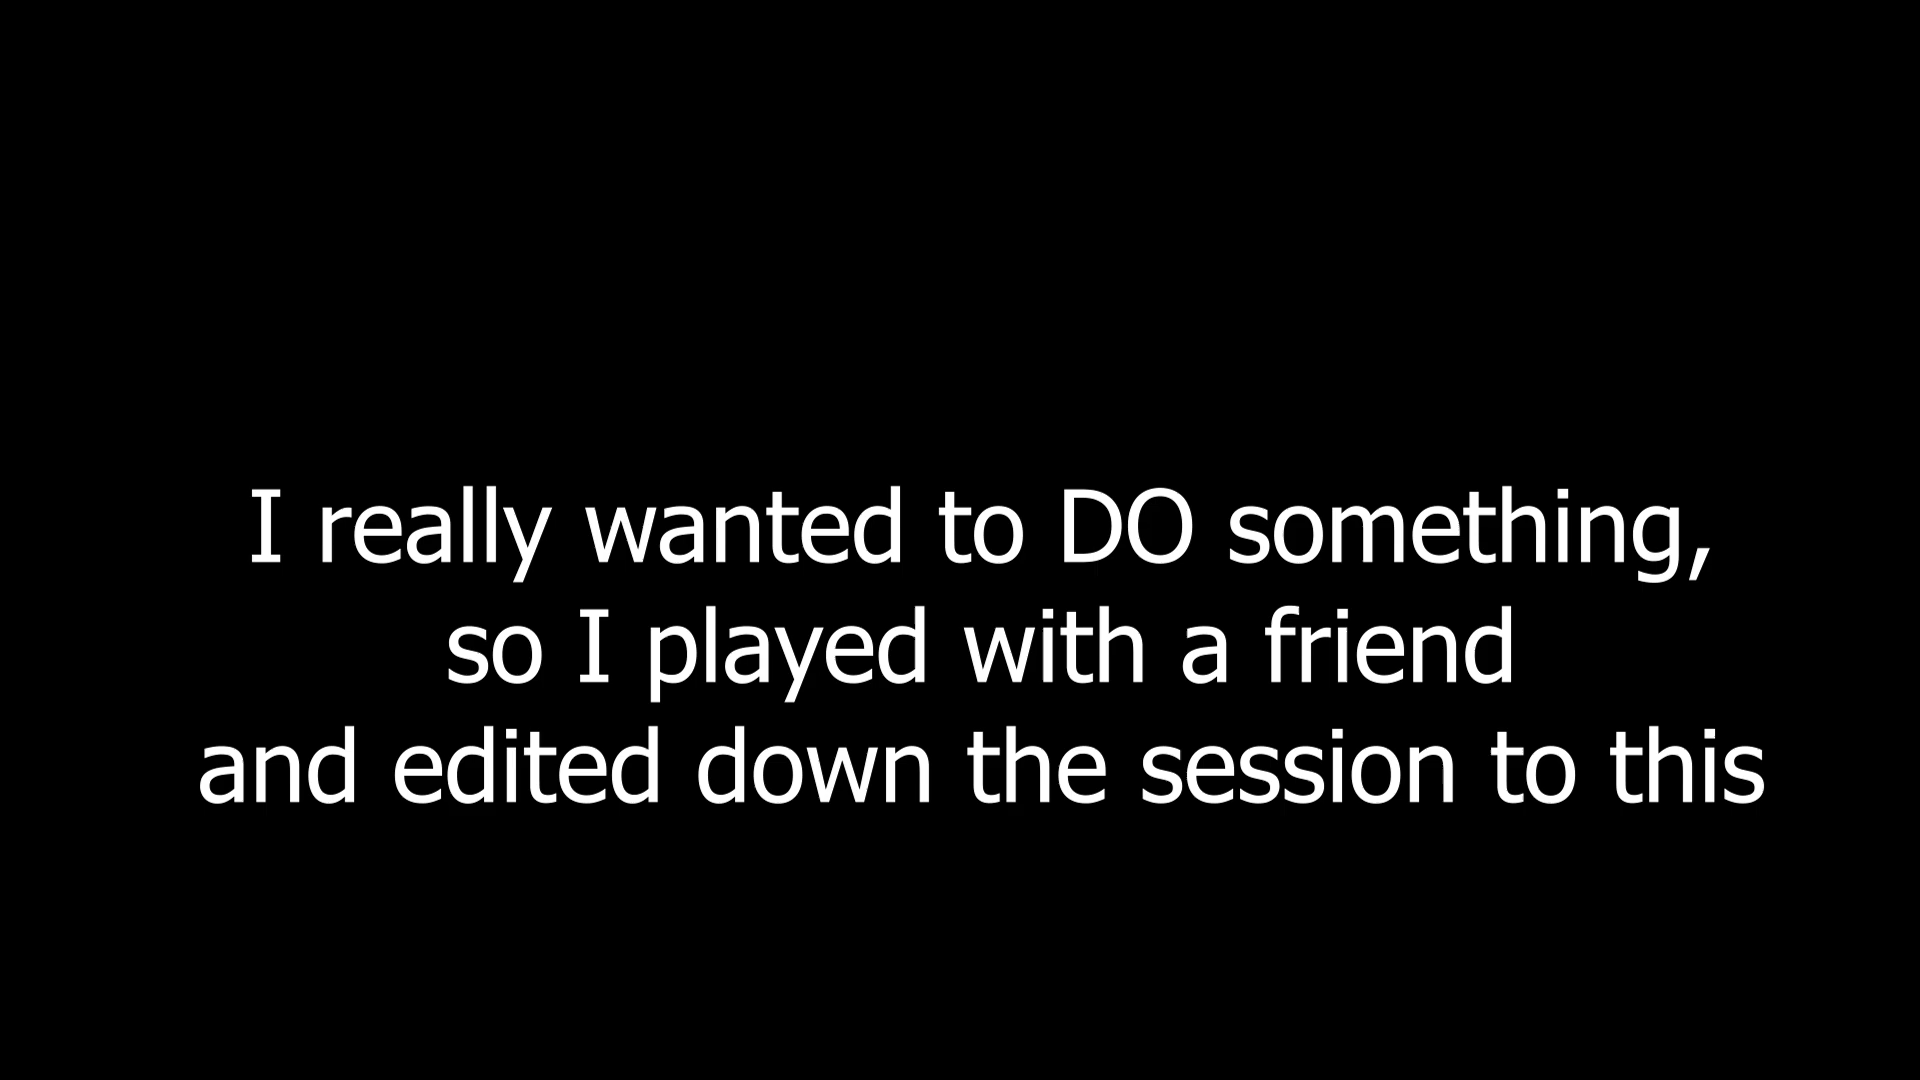 I really wanted to DO something,
so I played with a friend
and edited down the session to this